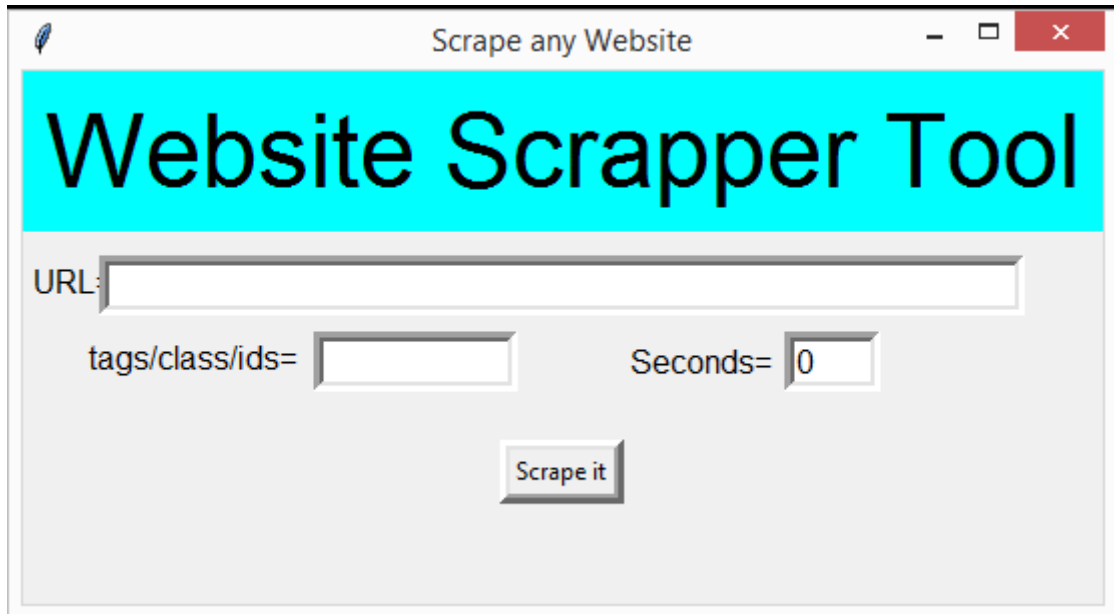 Scrape any Website
Website Scrapper Tool
URL=
tags/class/ids= Seconds= 0
Scrape it